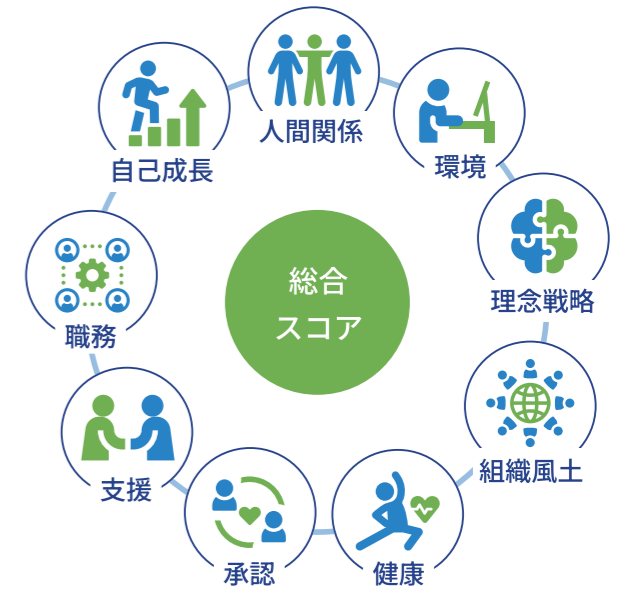 人間関係
環境
理念戦略
組織風土
健康
承認
支援
職務
自己成長
総合
スコア